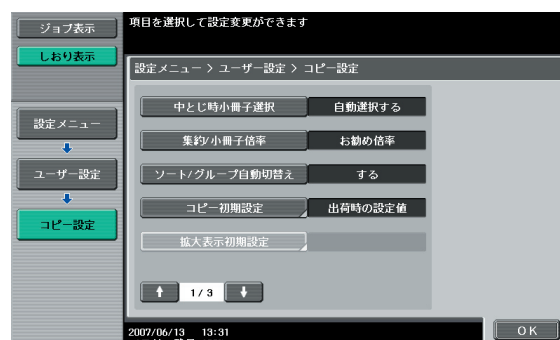 ジョブ表示
しおり表示
項目を選択して設定変更ができます
設定メニュー > ユーザー設定 > コピー設定
設定メニュー
ユーザー設定
コピー設定
中とじ時小冊子選択 自動選択する
集約/小冊子倍率 お勧め倍率
ソート/グループ自動切替え する
コピー初期設定 出荷時の設定値
拡大表示初期設定
↑ 1/3 ↓
2007/06/13 13:31
OK